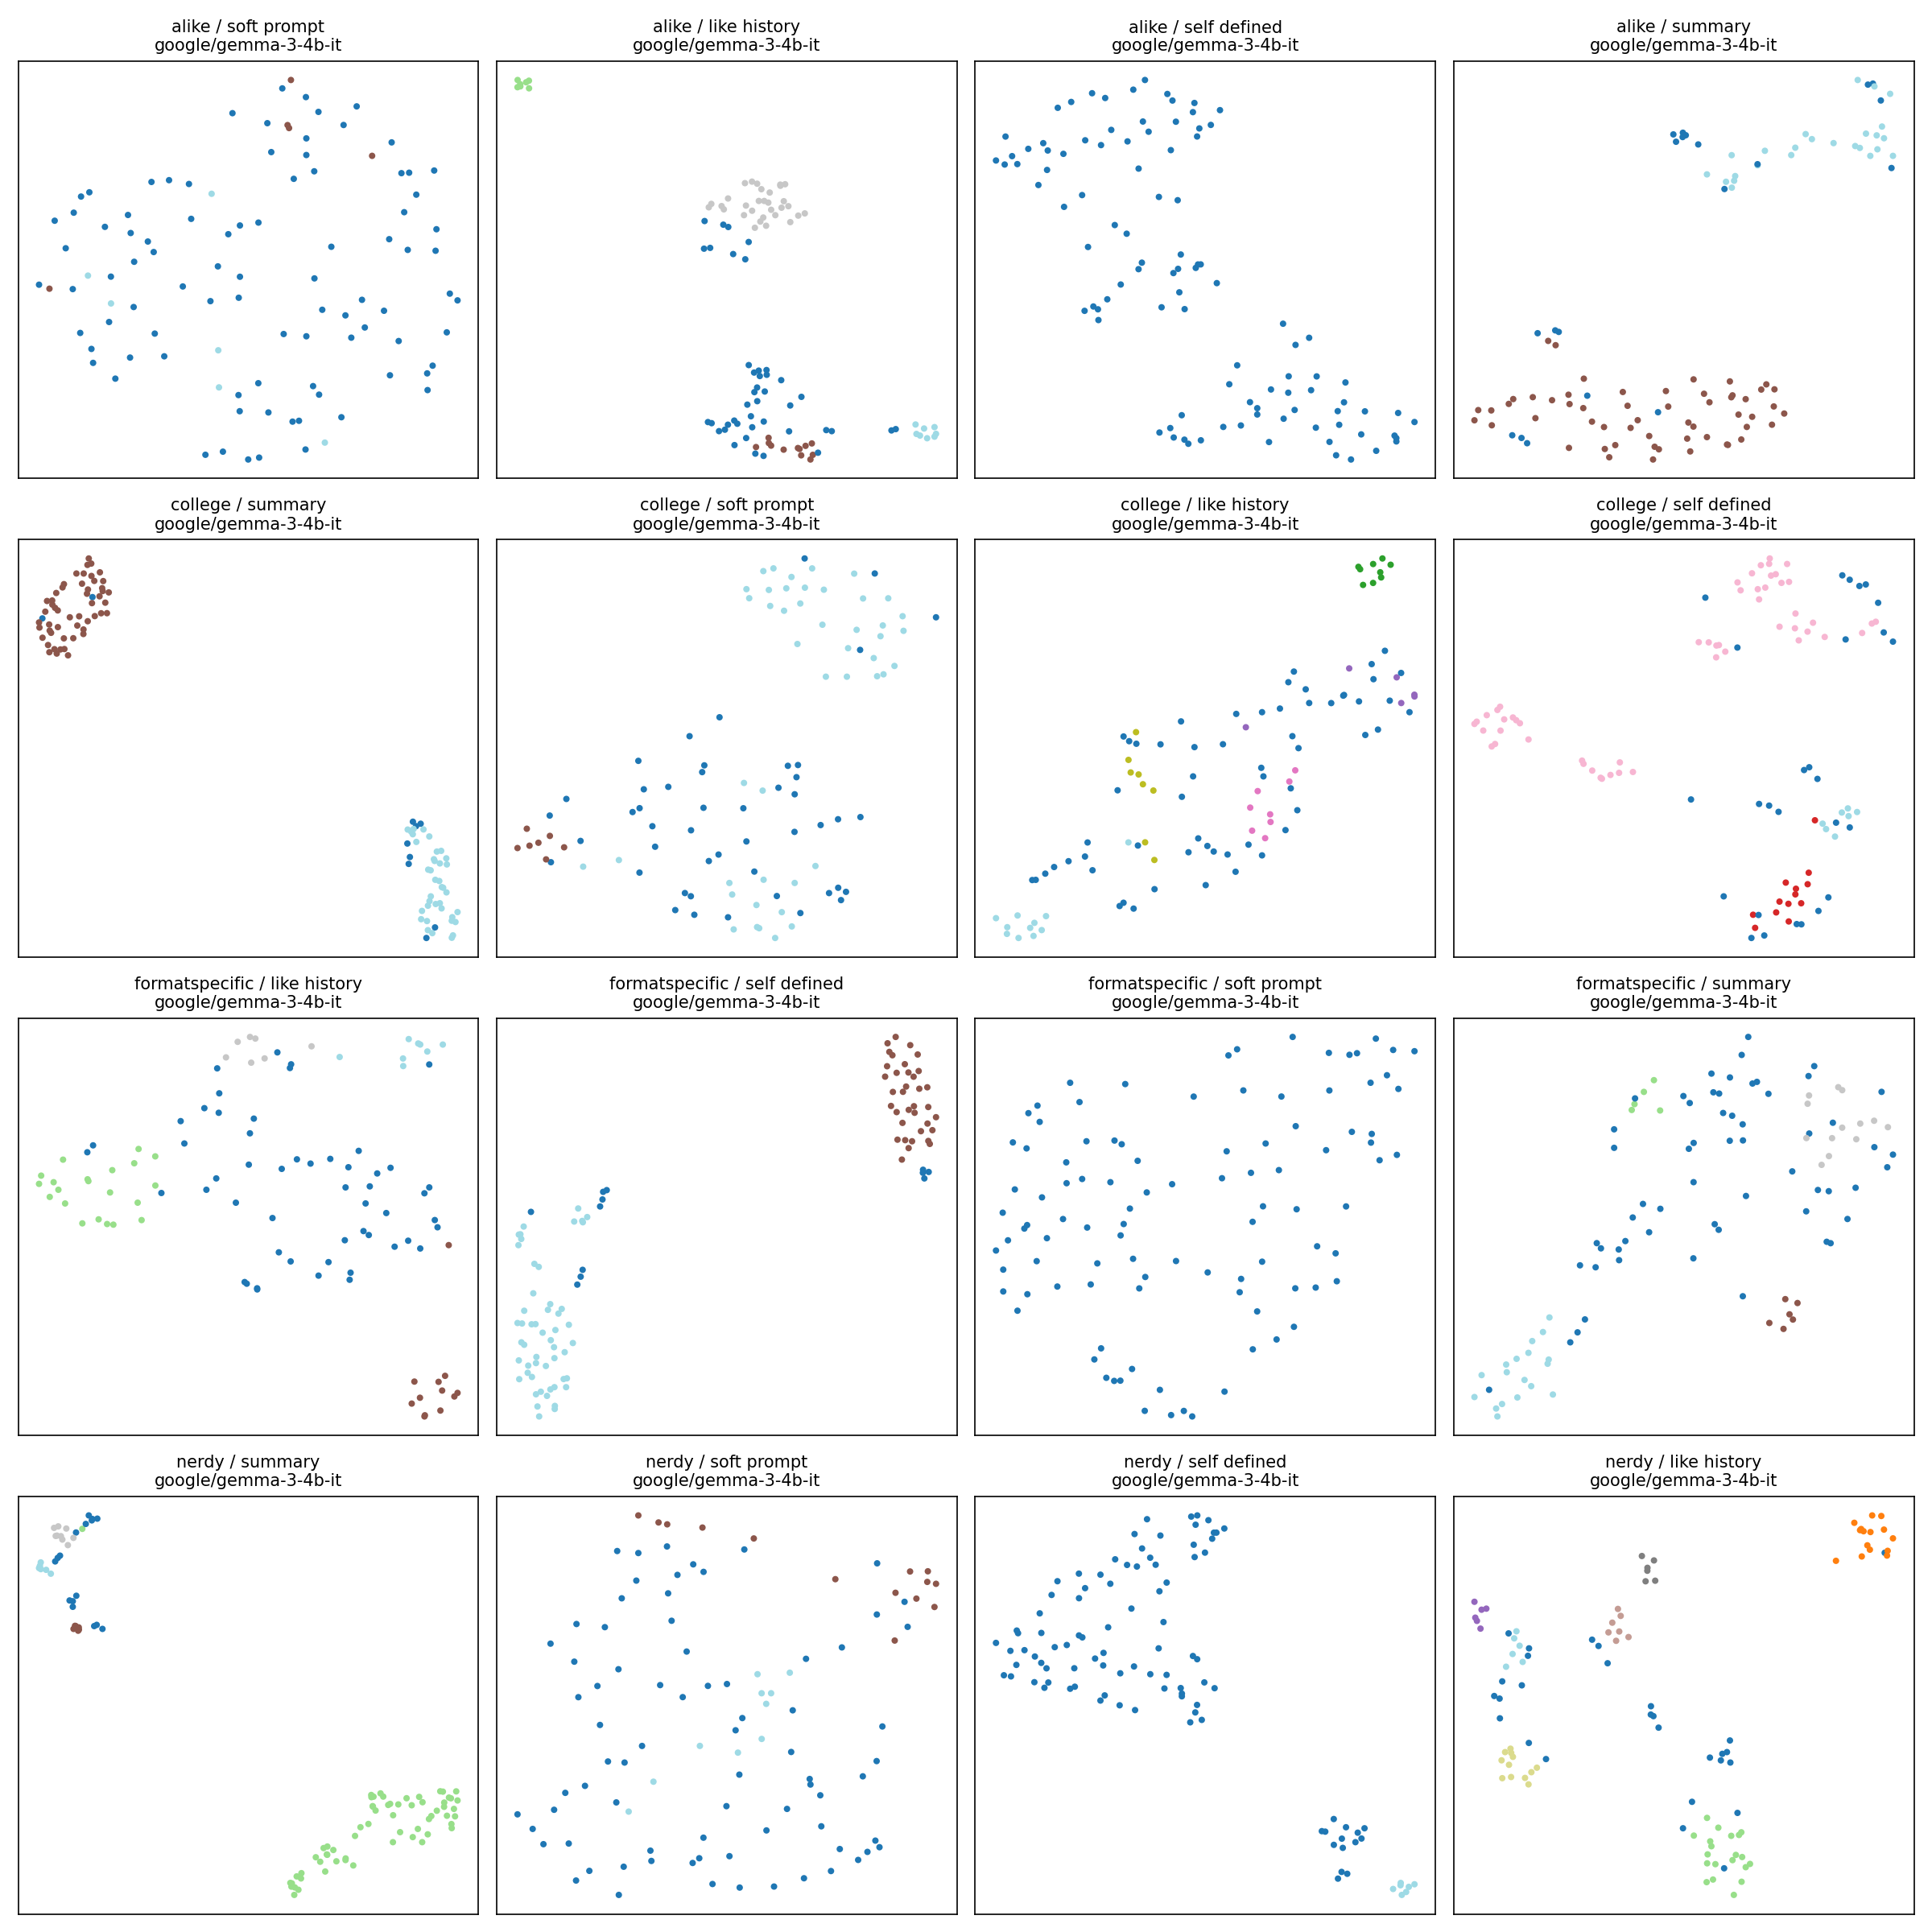 alike / soft prompt
google/gemma-3-4b-it
alike / like history
google/gemma-3-4b-it
alike / self defined
google/gemma-3-4b-it
alike / summary
google/gemma-3-4b-it
college / summary
google/gemma-3-4b-it
college / soft prompt
google/gemma-3-4b-it
college / like history
google/gemma-3-4b-it
college / self defined
google/gemma-3-4b-it
formatspecific / like history
google/gemma-3-4b-it
formatspecific / self defined
google/gemma-3-4b-it
formatspecific / soft prompt
google/gemma-3-4b-it
formatspecific / summary
google/gemma-3-4b-it
nerdy / summary
google/gemma-3-4b-it
nerdy / soft prompt
google/gemma-3-4b-it
nerdy / self defined
google/gemma-3-4b-it
nerdy / like history
google/gemma-3-4b-it